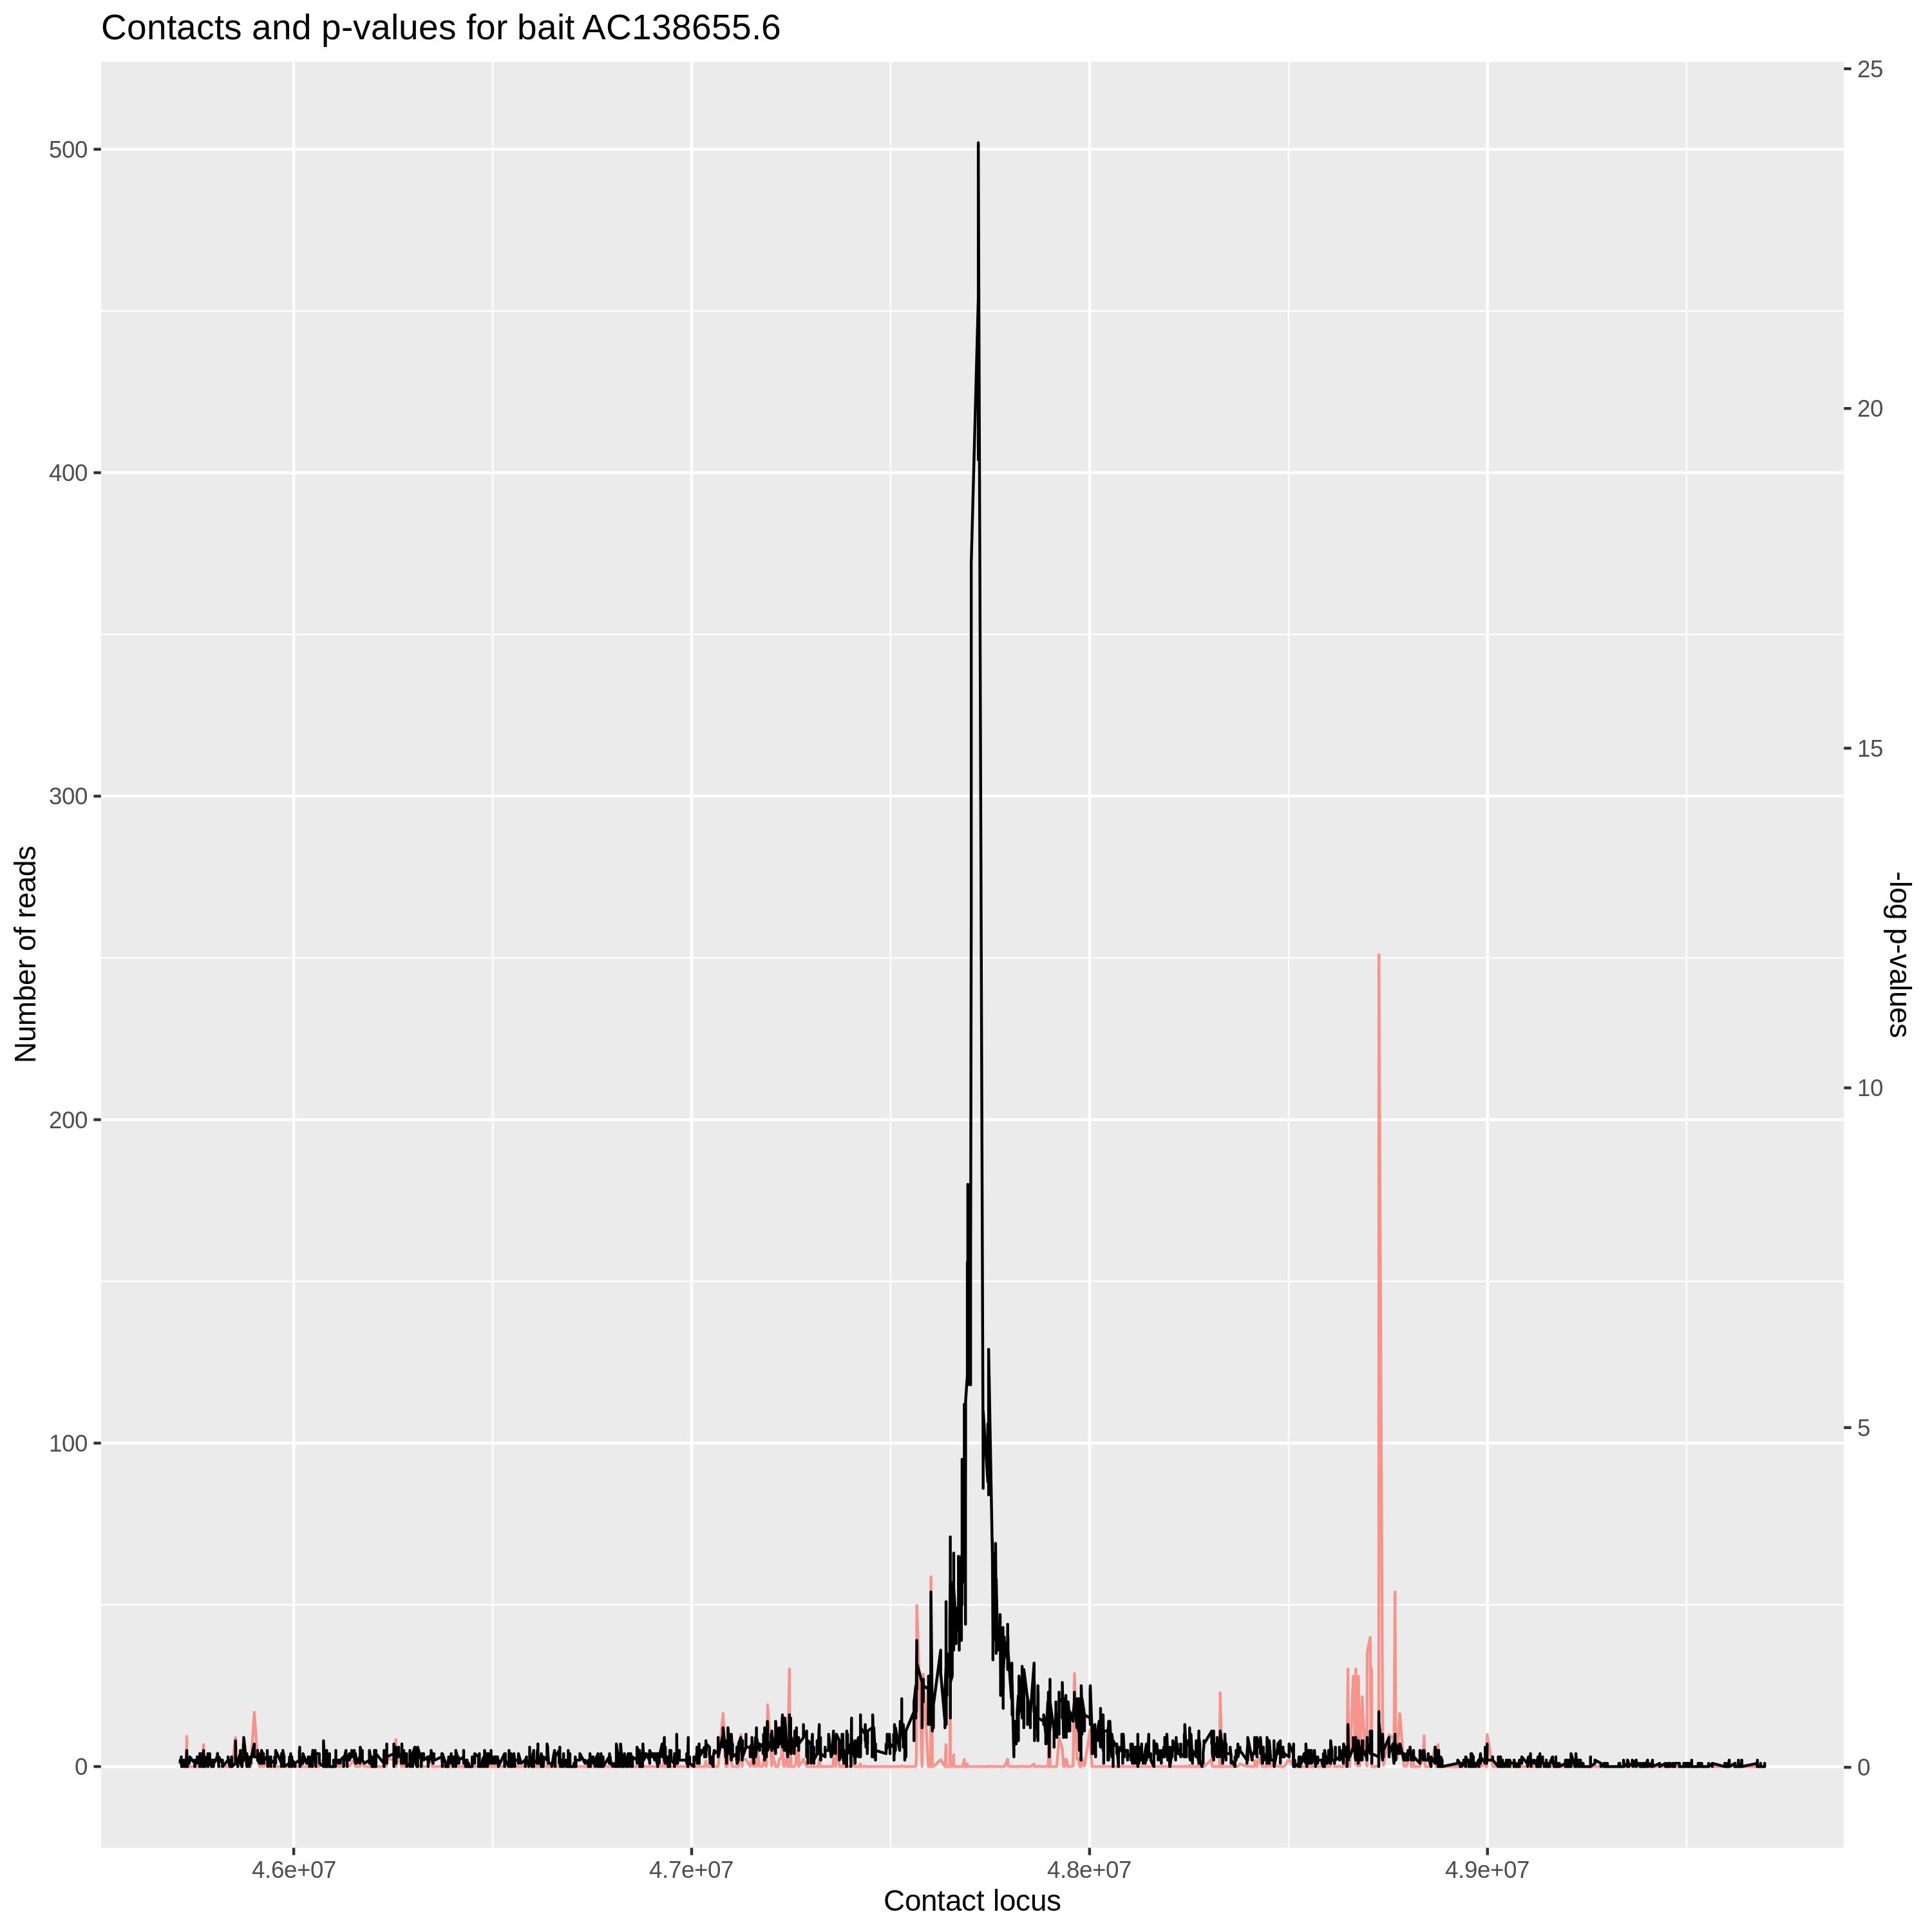 Contacts and p-values for bait AC138655.6
500
400
300
200
100
0
Number of reads
25
20
15
10
5
0
-log p-values
4.6e+07
4.7e+07
4.8e+07
4.9e+07
Contact locus